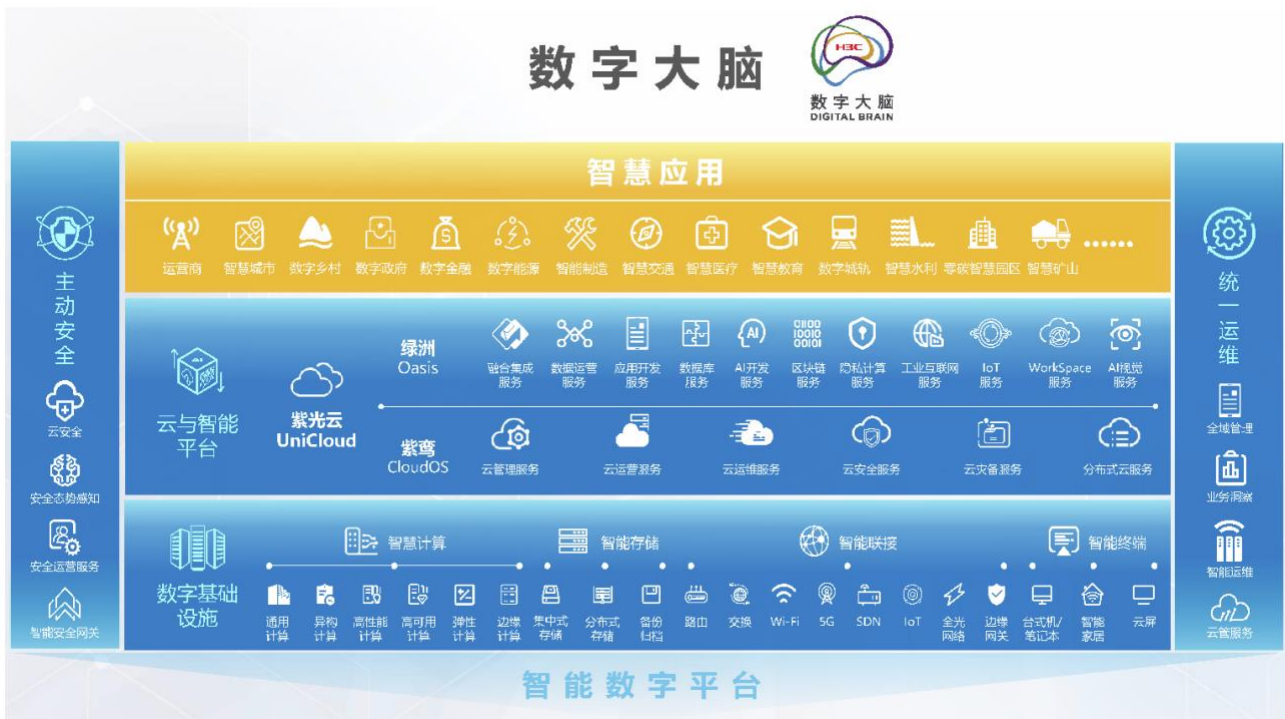 数字大脑
H3C
数字大脑
DIGITAL BRAIN
主动安全
云安全
安全态势感知
安全运营服务
智能安全网关
智慧应用
运营商 智慧城市 数字乡村 数字政府 数字金融 数字能源 智能制造 智慧交通 智慧医疗 智慧教育 数字城轨 智慧水利 零碳智慧园区 智慧矿山 ......
云与智能
平台
紫光云
UniCloud
绿洲
Oasis
融合集成 数据运营 应用开发 数据库 AI开发 区块链 隐私计算 工业互联网 IoT WorkSpace AI视觉
服务 服务 服务 服务 服务 服务 服务 服务 服务 服务 服务
紫鸾
CloudOS
云管理服务 云运营服务 云运维服务 云安全服务 云灾备服务 分布式云服务
数字基础
设施
智慧计算 智能存储 智能联接 智能终端
通用 异构 高性能 高可用 弹性 边缘 集中式 分布式 备份 路由 交换 Wi-Fi 5G SDN IoT 全光 边缘 台式机/ 智能 云屏
计算 计算 计算 计算 计算 计算 存储 存储 归档 网络 网关 笔记本 家居
统一运维
全域管理
业务洞察
智能运维
云管服务
智能数字平台